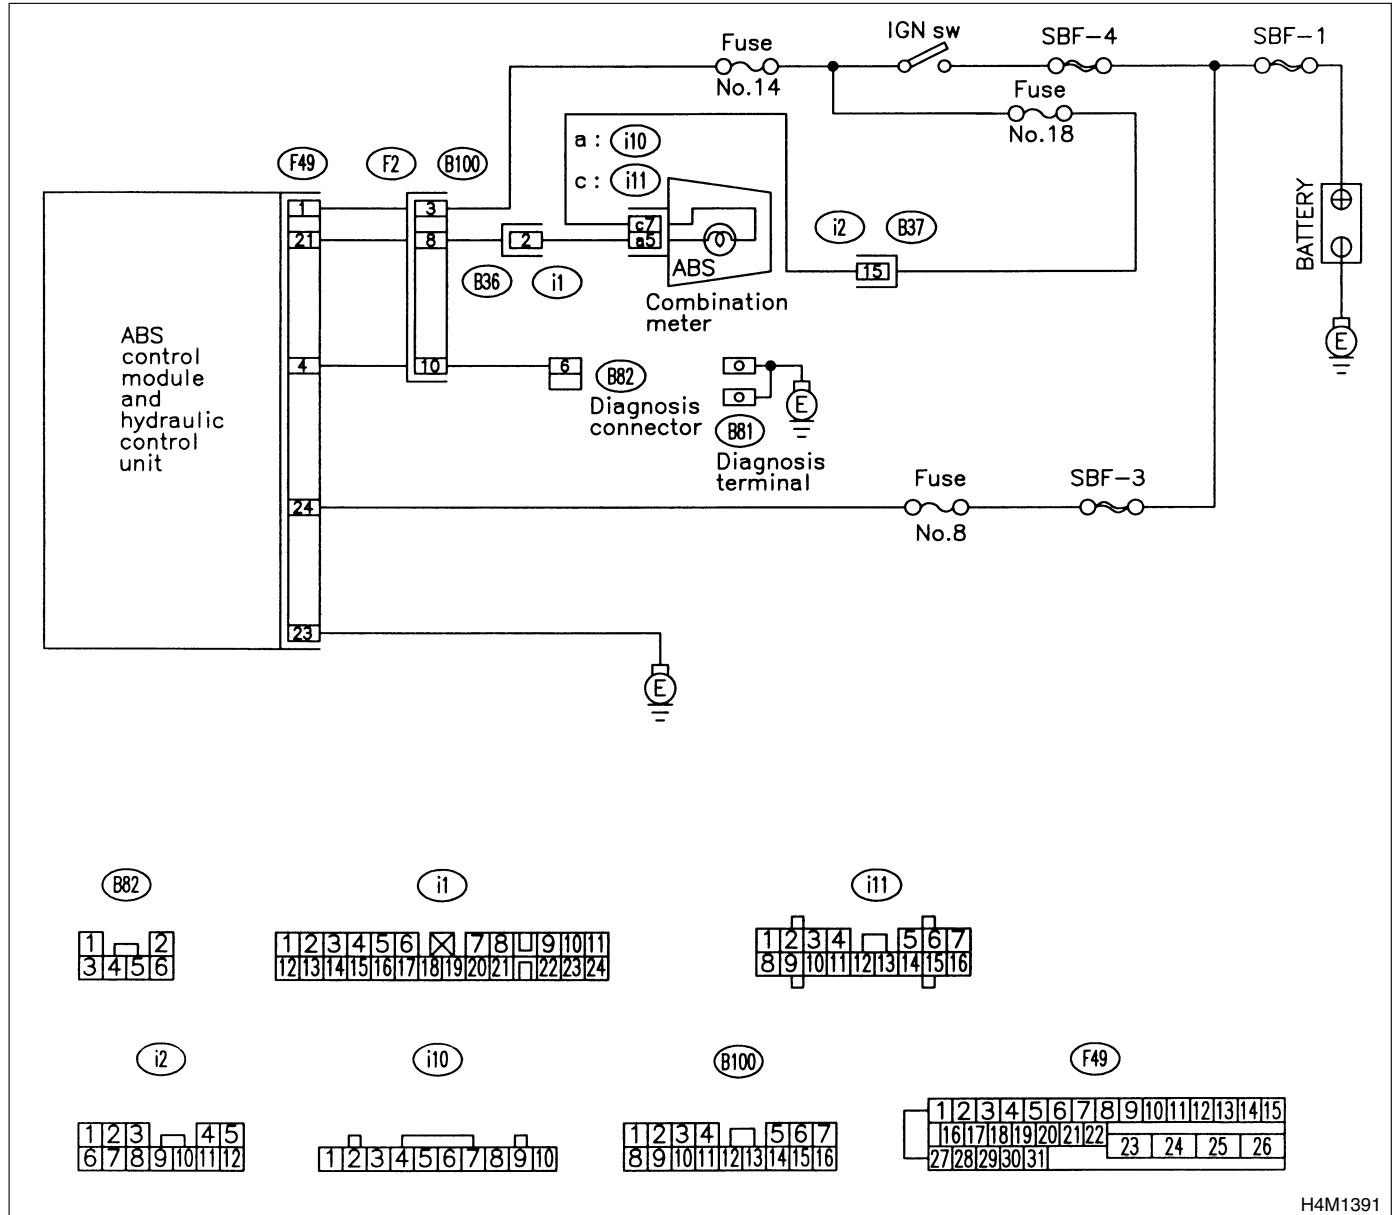 IGN sw
SBF-4
SBF-1
Fuse
No.14
Fuse
No.18
a : i10
c : i11
F49
F2
B100
BATTERY
1
3
c7
21
8
2
a5
ABS
i2
B37
15
B36
i1
Combination
meter
E
ABS
control
module
and
hydraulic
control
unit
4
10
6
B82
Diagnosis
connector
E
B81
Diagnosis
terminal
24
Fuse
No.8
SBF-3
23
E
B82
i1
i11
1 2
3 4 5 6
1 2 3 4 5 6 7 8 9 10 11
12 13 14 15 16 17 18 19 20 21 22 23 24
1 2 3 4 5 6 7
8 9 10 11 12 13 14 15 16
i2
i10
B100
F49
1 2 3 4 5
6 7 8 9 10 11 12
1 2 3 4 5 6 7 8 9 10
1 2 3 4 5 6 7
8 9 10 11 12 13 14 15 16
1 2 3 4 5 6 7 8 9 10 11 12 13 14 15
16 17 18 19 20 21 22 23 24 25 26
27 28 29 30 31
H4M1391